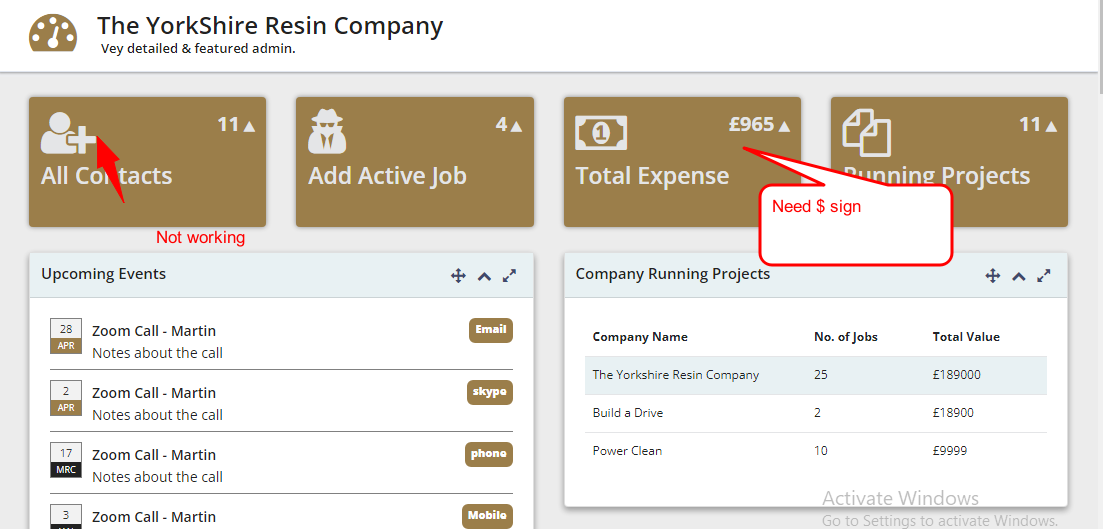 The YorkShire Resin Company
Vey detailed & featured admin.
11
All Contacts
4
Add Active Job
£965
1
Total Expense
11
Running Projects
Need $ sign
Not working
Upcoming Events
28
APR
Zoom Call - Martin
Notes about the call
Email
2
APR
Zoom Call - Martin
Notes about the call
skype
17
MRC
Zoom Call - Martin
Notes about the call
phone
3
Zoom Call - Martin
Mobile
Company Running Projects
Company Name No. of Jobs Total Value
The Yorkshire Resin Company 25 £189000
Build a Drive 2 £18900
Power Clean 10 £9999
Activate Windows
Go to Settings to activate Windows.